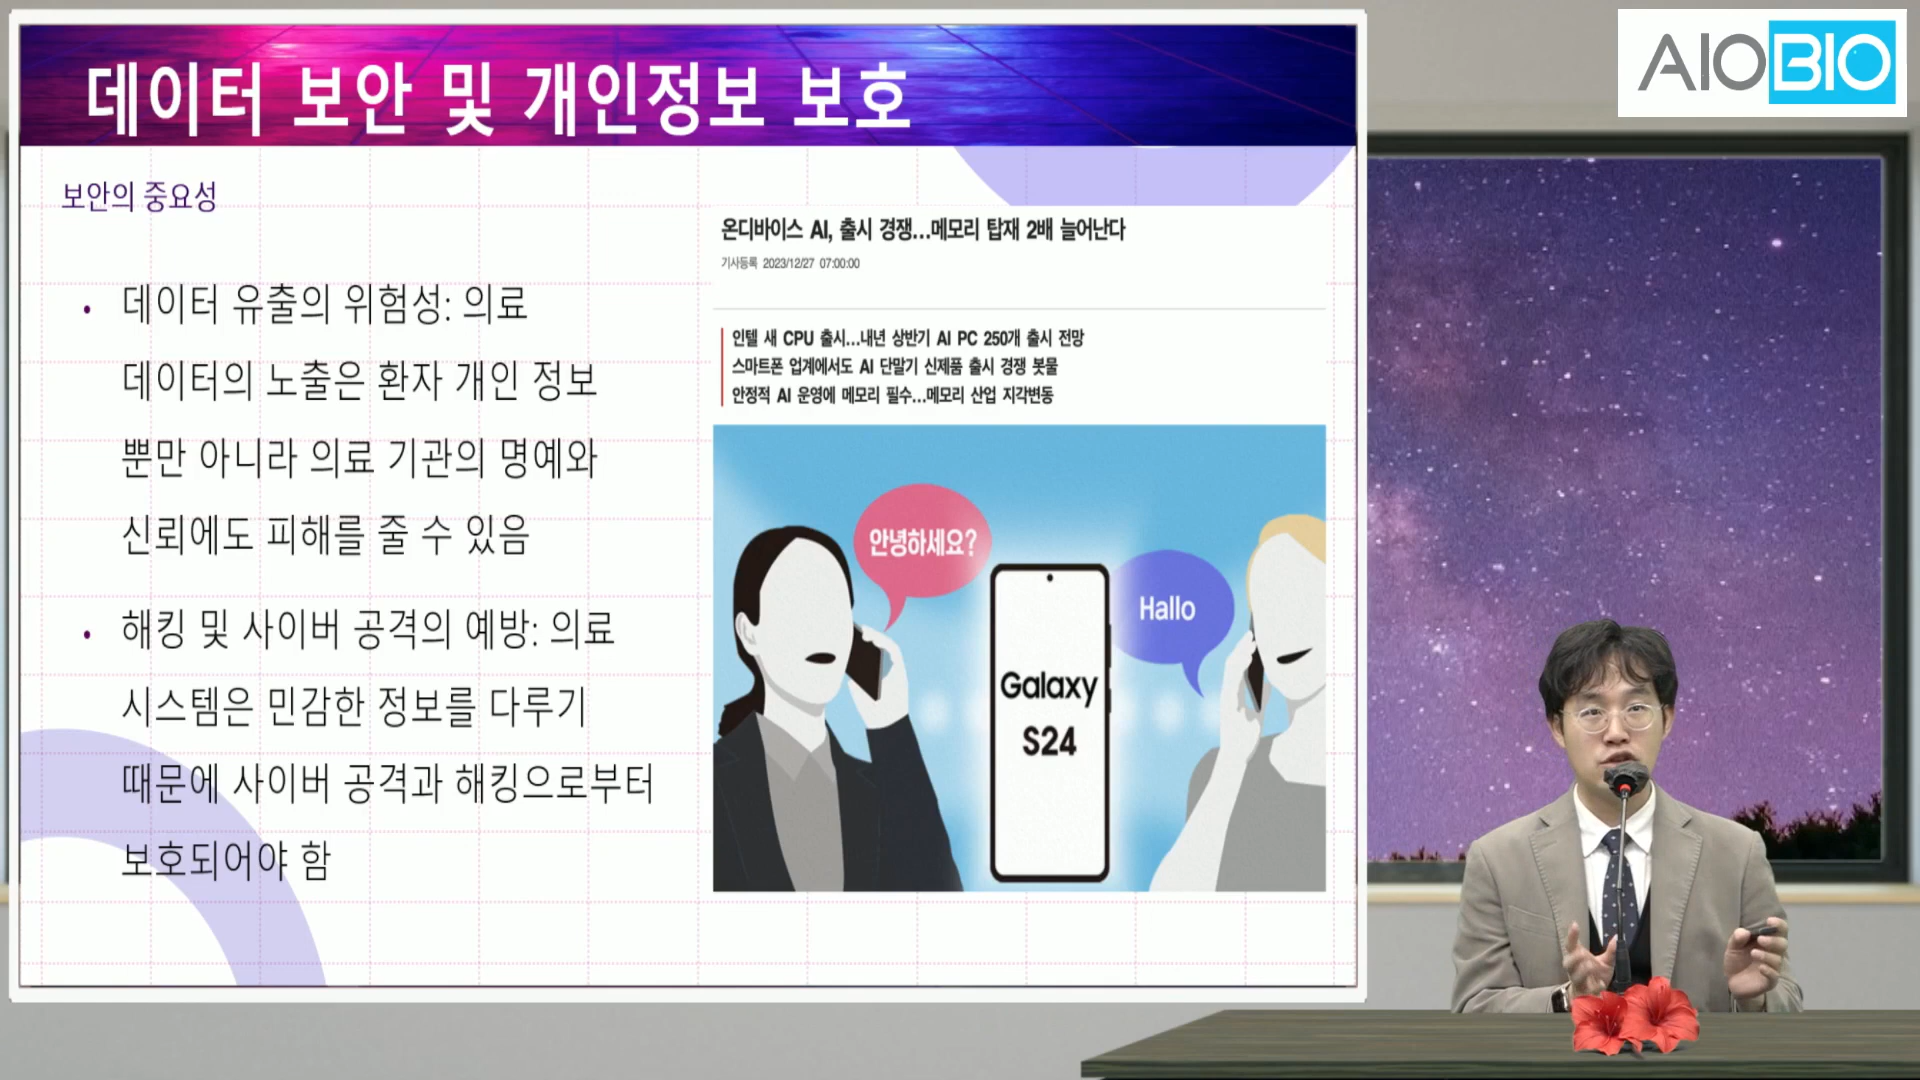 데이터 보안 및 개인정보 보호
AIOBIO
보안의 중요성
• 데이터 유출의 위험성: 의료
데이터의 노출은 환자 개인 정보
뿐만 아니라 의료 기관의 명예와
신뢰에도 피해를 줄 수 있음
• 해킹 및 사이버 공격의 예방: 의료
시스템은 민감한 정보를 다루기
때문에 사이버 공격과 해킹으로부터
보호되어야 함
온디바이스 AI, 출시 경쟁…메모리 탑재 2배 늘어난다
기사등록 2023/12/27 07:00:00
인텔 새 CPU 출시…내년 상반기 AI PC 250개 출시 전망
스마트폰 업계에서도 AI 단말기 신제품 출시 경쟁 봇물
안정적 AI 운영에 메모리 필수…메모리 산업 지각변동
안녕하세요?
Hallo
Galaxy
S24